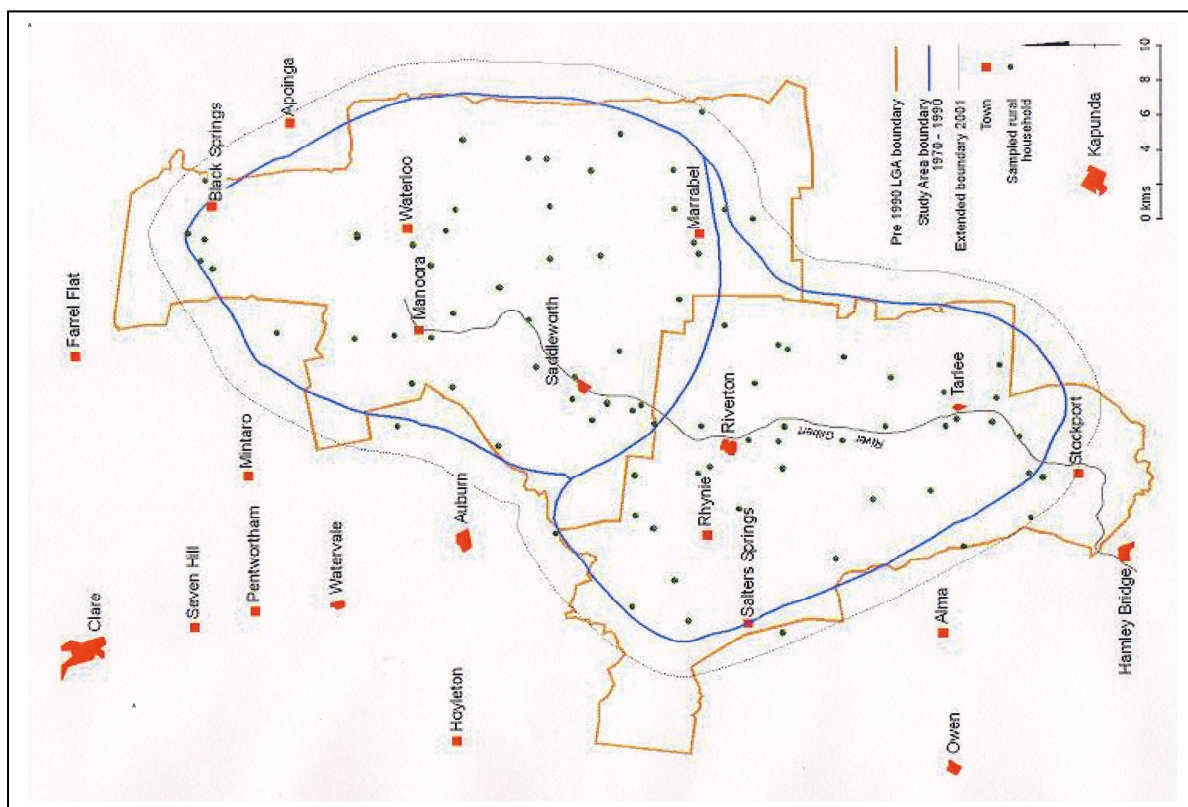 Clare
Seven Hill
Pentwortham
Watervale
Mintaro
Farrel Flat
Black Springs
Apoinga
Auburn
Hoyleton
Manoora
Waterloo
Saddleworth
Marrabel
Riverton
Rhynie
Salters Springs
River Gilbert
Tarlee
Stockport
Alma
Owen
Hamley Bridge
Kapunda
Pre 1990 LGA boundary
Study Area boundary
1970 - 1990
Extended boundary 2001
Town
Sampled rural
household
0 kms 2 4 6 8 10
A
A